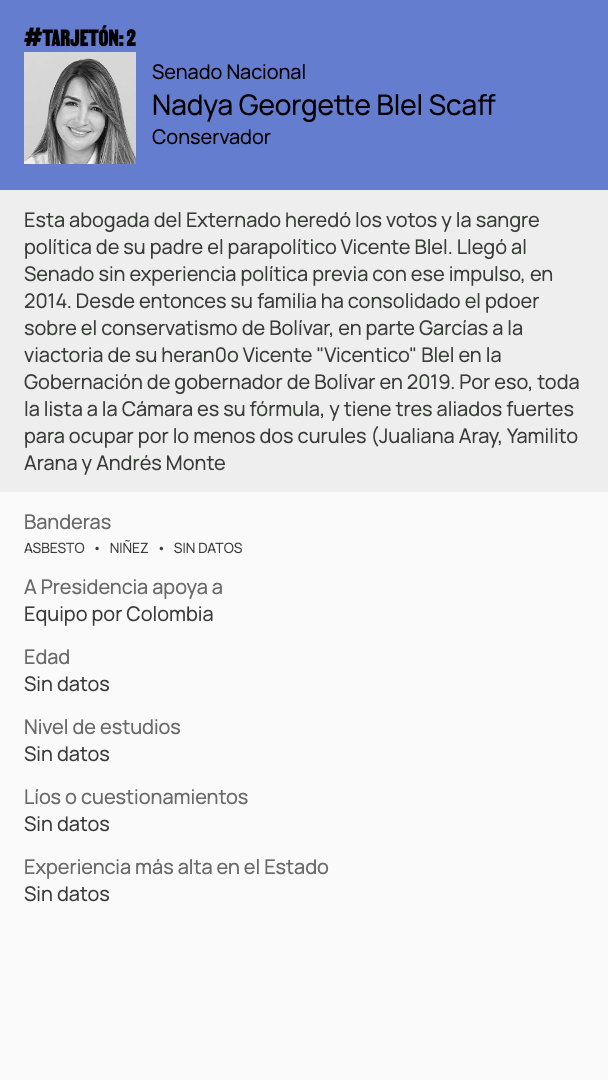 #TARJETÓN: 2
Senado Nacional
Nadya Georgette Blel Scaff
Conservador
Esta abogada del Externado heredó los votos y la sangre
política de su padre el parapolítico Vicente Blel. Llegó al
Senado sin experiencia política previa con ese impulso, en
2014. Desde entonces su familia ha consolidado el pdoer
sobre el conservatismo de Bolívar, en parte Garcías a la
viactoria de su heran0o Vicente "Vicentico" Blel en la
Gobernación de gobernador de Bolívar en 2019. Por eso, toda
la lista a la Cámara es su fórmula, y tiene tres aliados fuertes
para ocupar por lo menos dos curules (Jualiana Aray, Yamilito
Arana y Andrés Monte
Banderas
ASBESTO • NIÑEZ • SIN DATOS
A Presidencia apoya a
Equipo por Colombia
Edad
Sin datos
Nivel de estudios
Sin datos
Líos o cuestionamientos
Sin datos
Experiencia más alta en el Estado
Sin datos